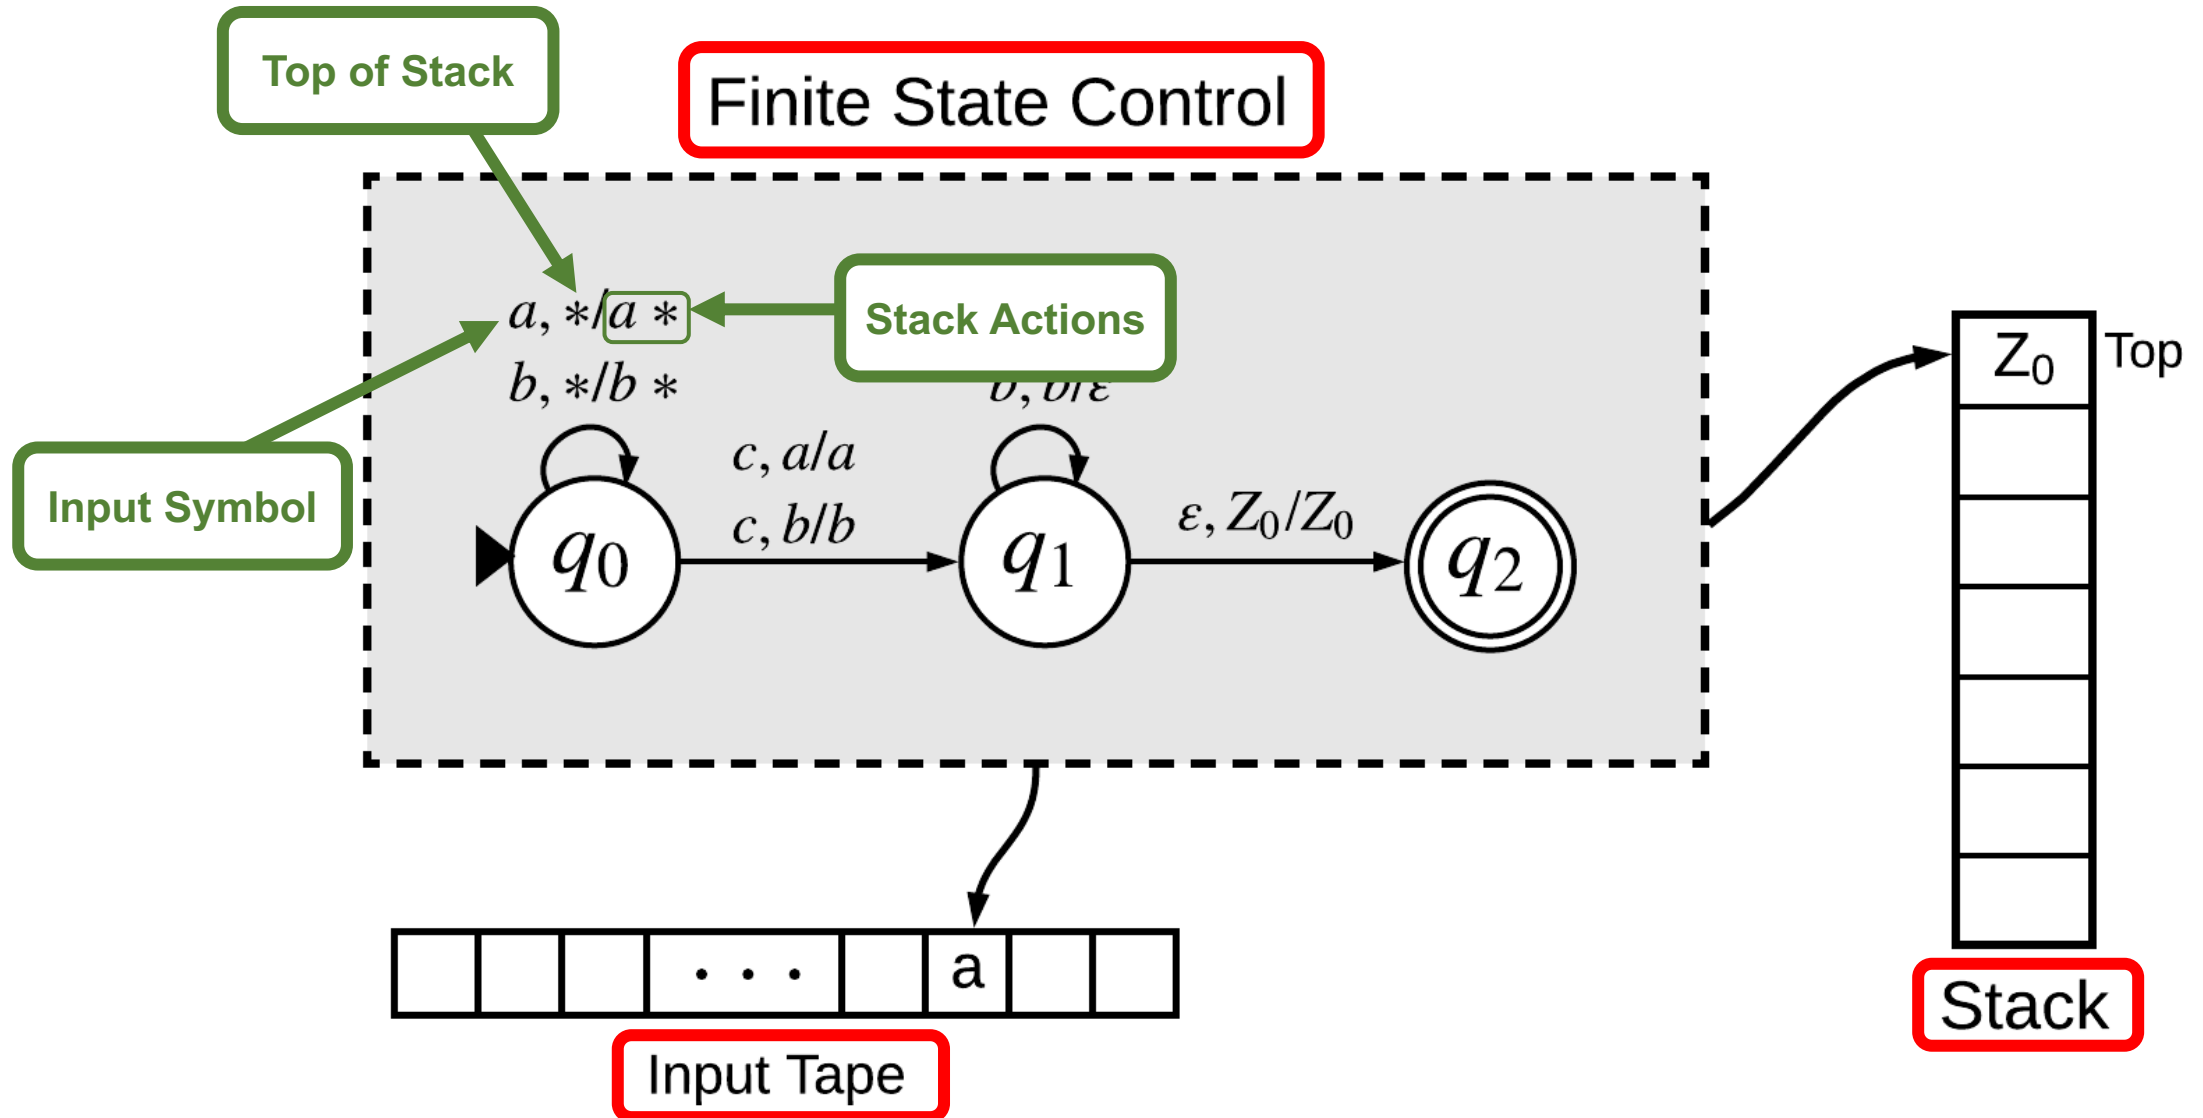 Top of Stack
Finite State Control
a, */a *
Stack Actions
b, */b *
b, b/ε
Z₀ Top
c, a/a
Input Symbol
c, b/b
ε, Z₀/Z₀
q₀
q₁
q₂
. . . a
Stack
Input Tape